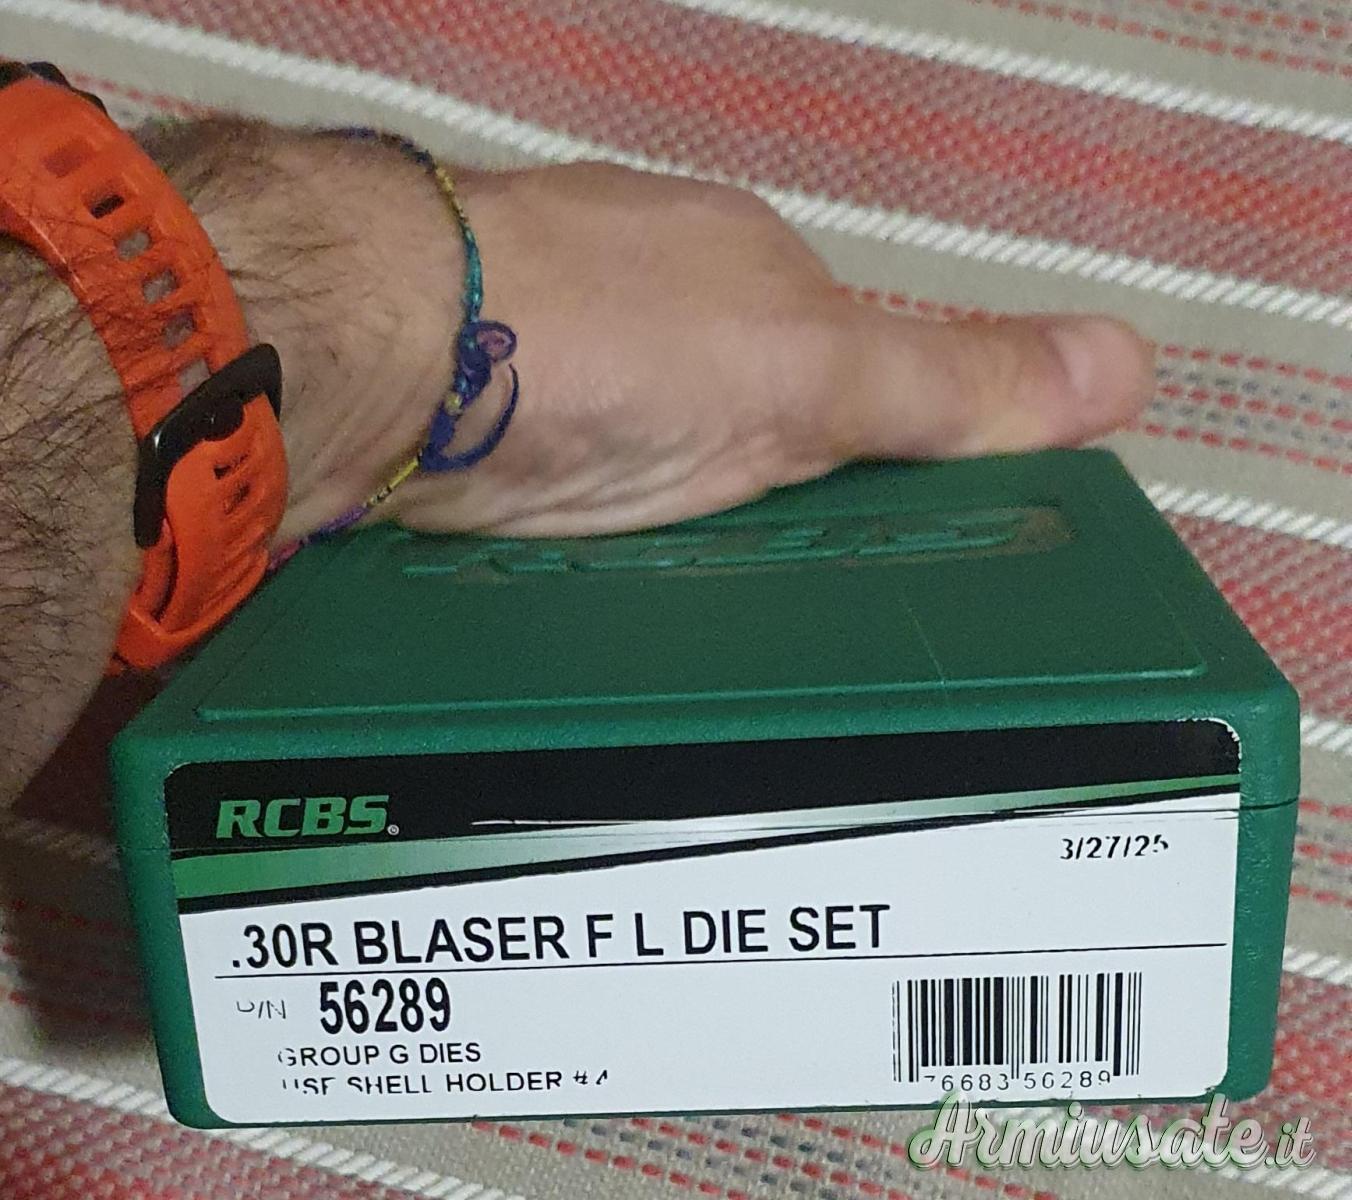 RCBS
RCBS®
3/27/25
.30R BLASER F L DIE SET
P/N 56289
GROUP G DIES
USE SHELL HOLDER # 4
76683 56289
Armiusate.it